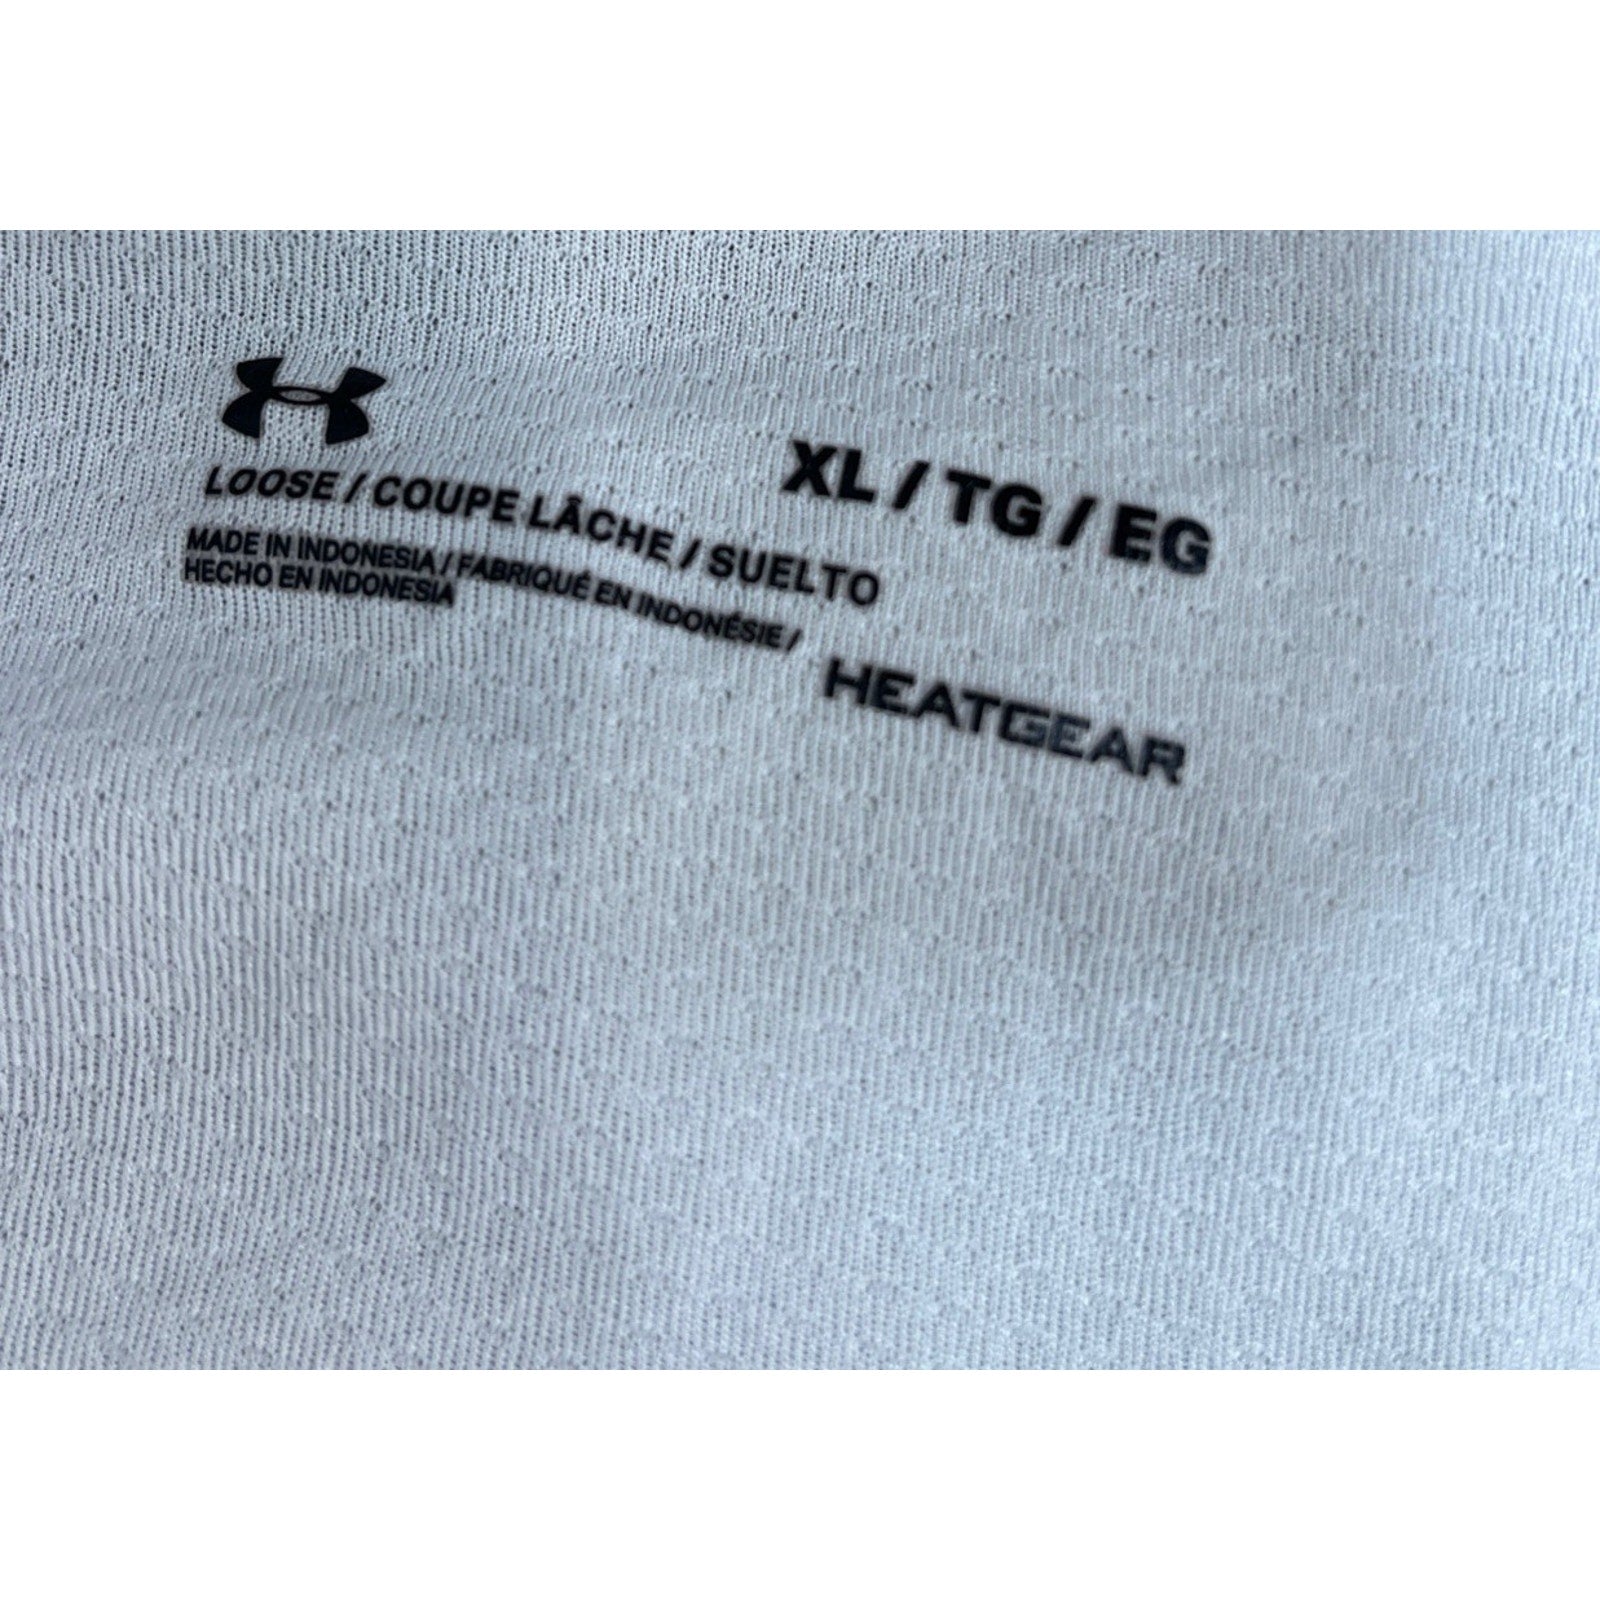 XL / TG / EG
LOOSE / COUPE LÂCHE / SUELTO
MADE IN INDONESIA / FABRIQUÉ EN INDONÉSIE /
HECHO EN INDONESIA
HEATGEAR